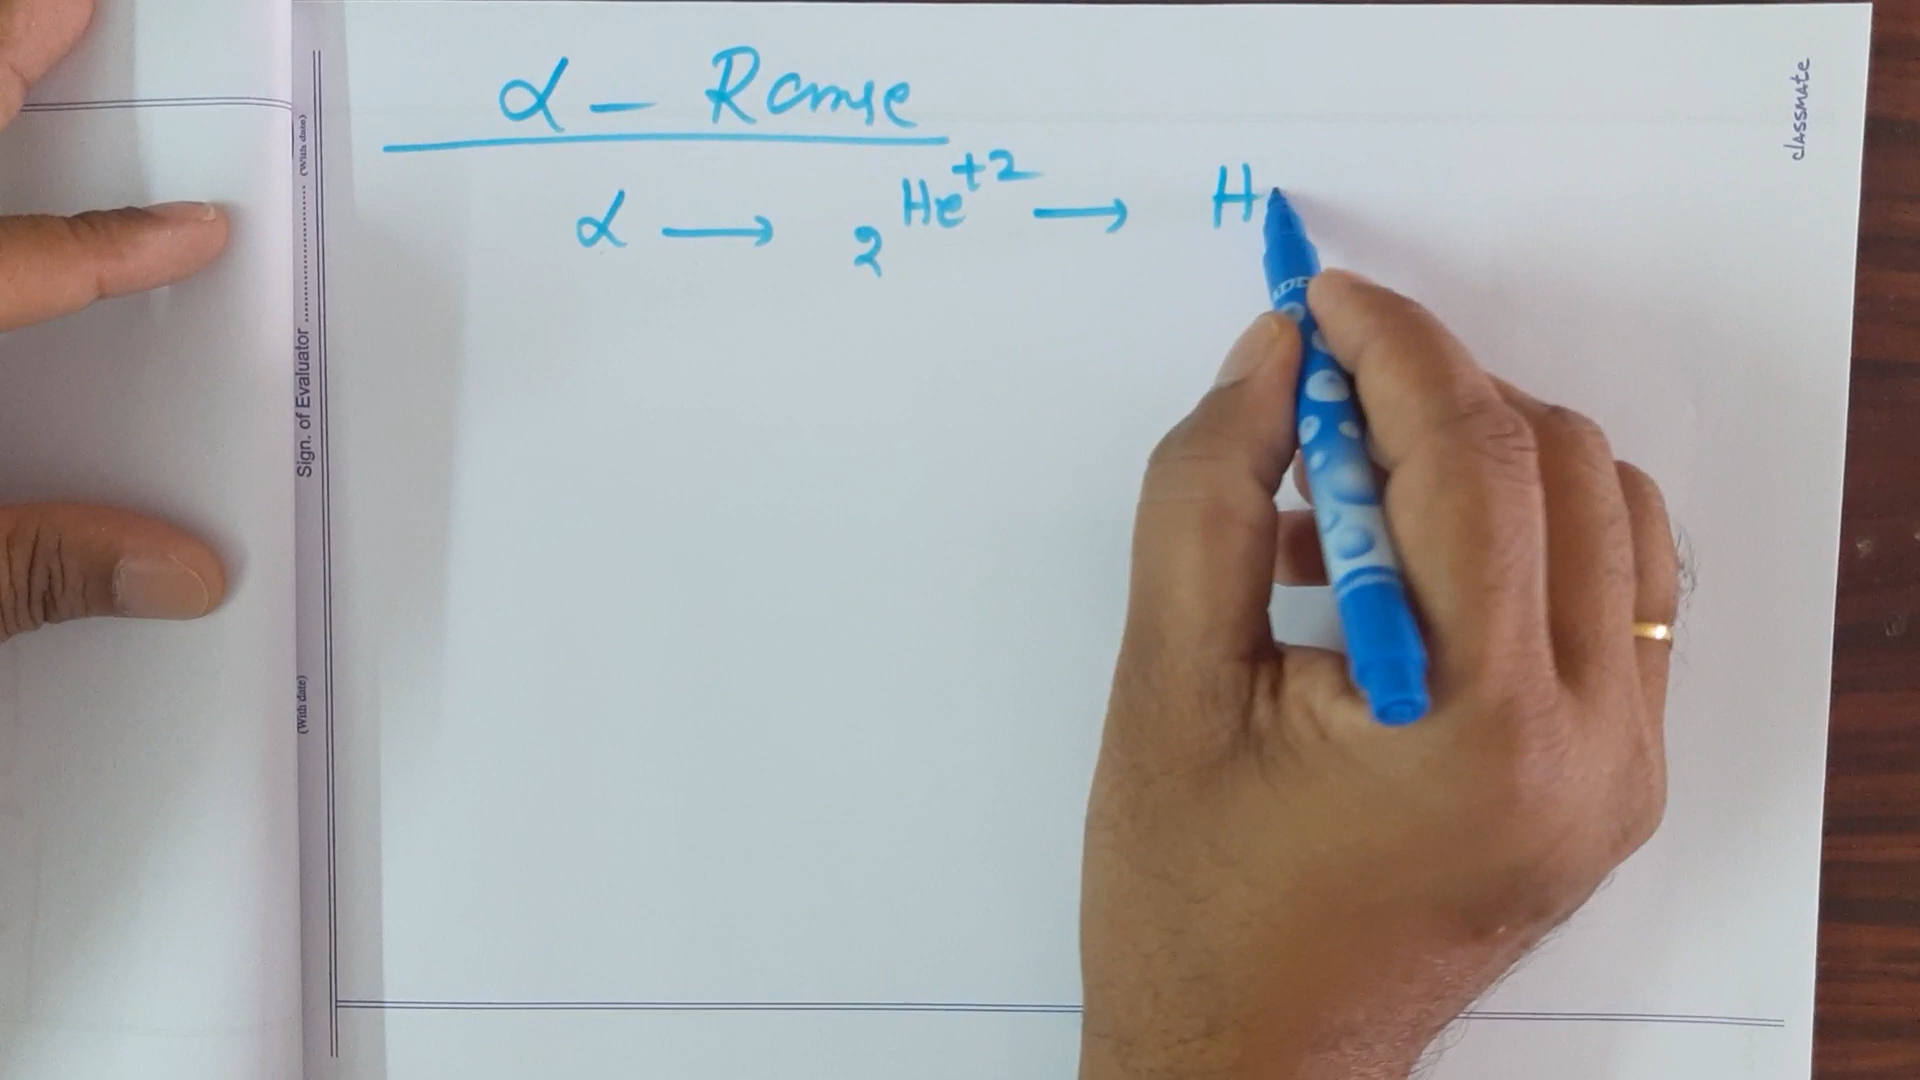 α - Range
α → ₂He⁺² → H
classmate
(With date)
Sign. of Evaluator
(With date)